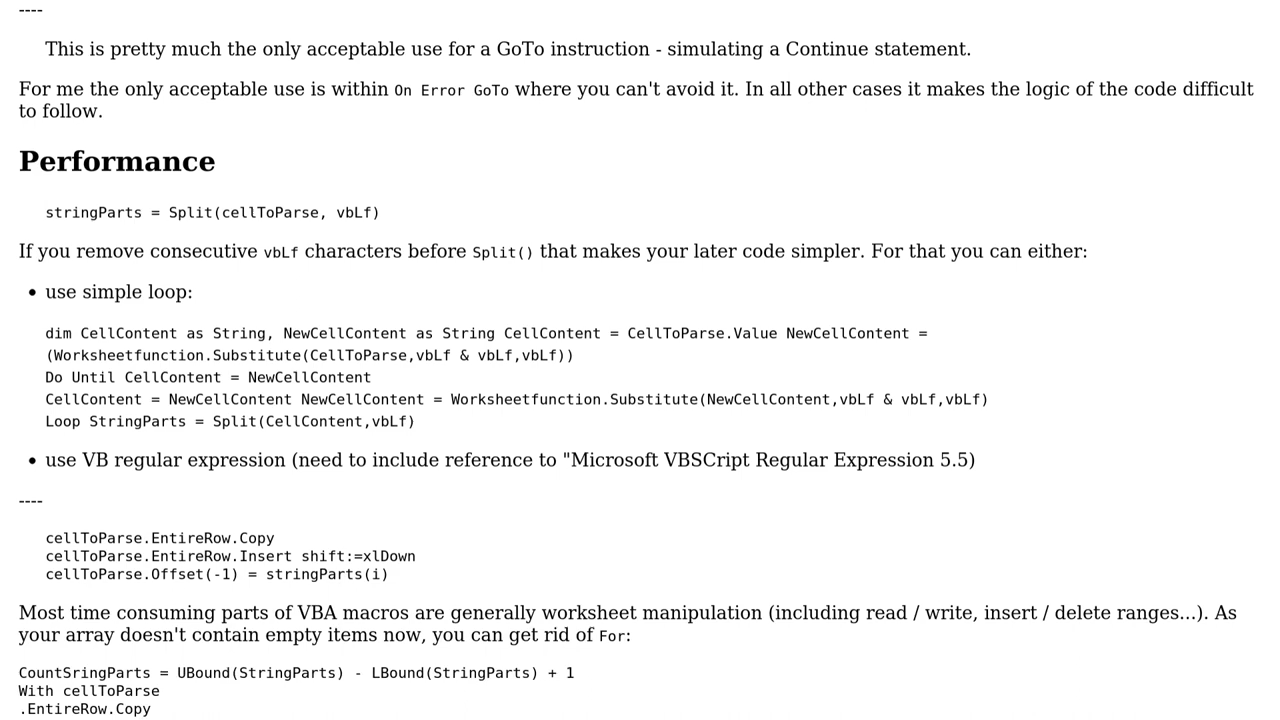 ----
This is pretty much the only acceptable use for a GoTo instruction - simulating a Continue statement.
For me the only acceptable use is within On Error GoTo where you can't avoid it. In all other cases it makes the logic of the code difficult
to follow.
Performance
stringParts = Split(cellToParse, vbLf)
If you remove consecutive vbLf characters before Split() that makes your later code simpler. For that you can either:
• use simple loop:
dim CellContent as String, NewCellContent as String CellContent = CellToParse.Value NewCellContent =
(Worksheetfunction.Substitute(CellToParse,vbLf & vbLf,vbLf))
Do Until CellContent = NewCellContent
CellContent = NewCellContent NewCellContent = Worksheetfunction.Substitute(NewCellContent,vbLf & vbLf,vbLf)
Loop StringParts = Split(CellContent,vbLf)
• use VB regular expression (need to include reference to "Microsoft VBSCript Regular Expression 5.5)
----
cellToParse.EntireRow.Copy
cellToParse.EntireRow.Insert shift:=xlDown
cellToParse.Offset(-1) = stringParts(i)
Most time consuming parts of VBA macros are generally worksheet manipulation (including read / write, insert / delete ranges...). As
your array doesn't contain empty items now, you can get rid of For:
CountSringParts = UBound(StringParts) - LBound(StringParts) + 1
With cellToParse
.EntireRow.Copy